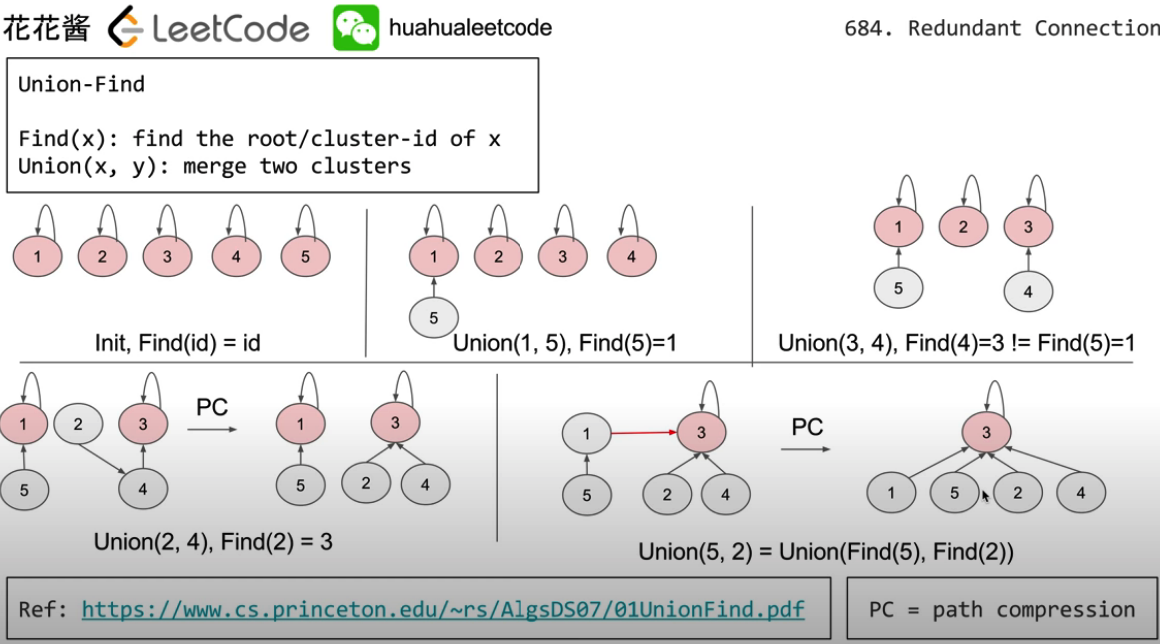 花花酱 LeetCode huahualeetcode 684. Redundant Connection
Union-Find
Find(x): find the root/cluster-id of x
Union(x, y): merge two clusters
1 2 3 4 5
Init, Find(id) = id
1 2 3 4
5
Union(1, 5), Find(5)=1
1 2 3
5 4
Union(3, 4), Find(4)=3 != Find(5)=1
1 2 3
5 4
PC
1 3
5 2 4
Union(2, 4), Find(2) = 3
1 3
5 2 4
PC
3
1 5 2 4
Union(5, 2) = Union(Find(5), Find(2))
Ref: https://www.cs.princeton.edu/~rs/AlgsDS07/01UnionFind.pdf
PC = path compression